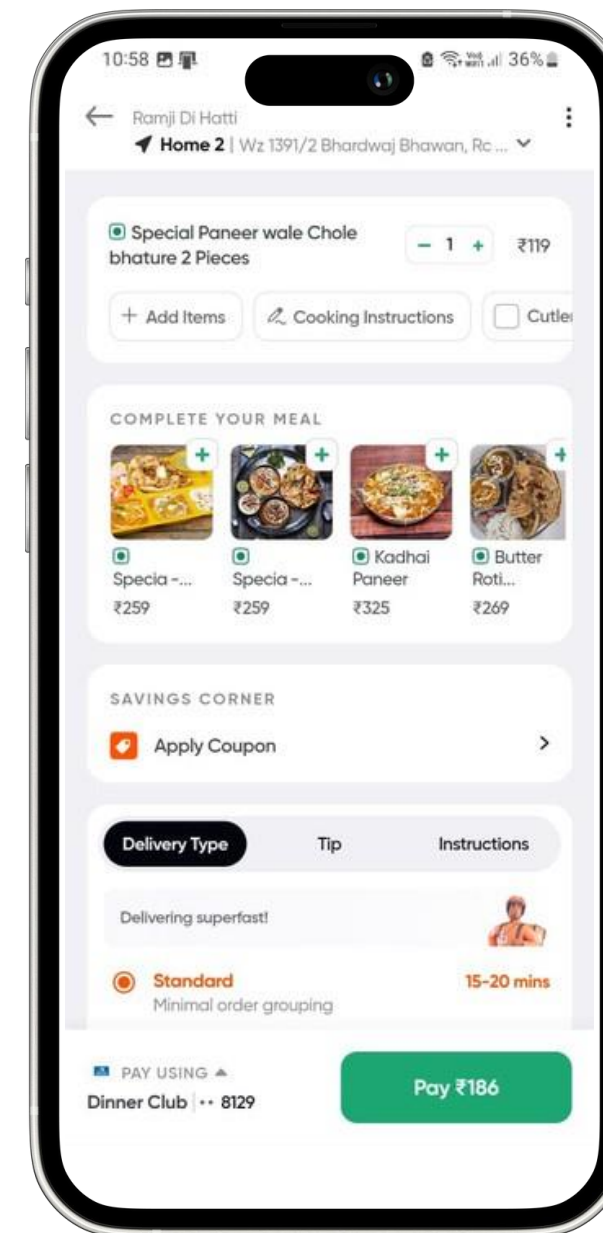 10:58
36%
Ramji Di Hatti
Home 2 | Wz 1391/2 Bhardwaj Bhawan, Rc ...
Special Paneer wale Chole
bhature 2 Pieces
− 1 +
₹119
+ Add Items
Cooking Instructions
Cutler
COMPLETE YOUR MEAL
Specia -...
₹259
Specia -...
₹259
Kadhai
Paneer
₹325
Butter
Roti...
₹269
SAVINGS CORNER
Apply Coupon
Delivery Type
Tip
Instructions
Delivering superfast!
Standard
15-20 mins
Minimal order grouping
PAY USING
Dinner Club | •• 8129
Pay ₹186